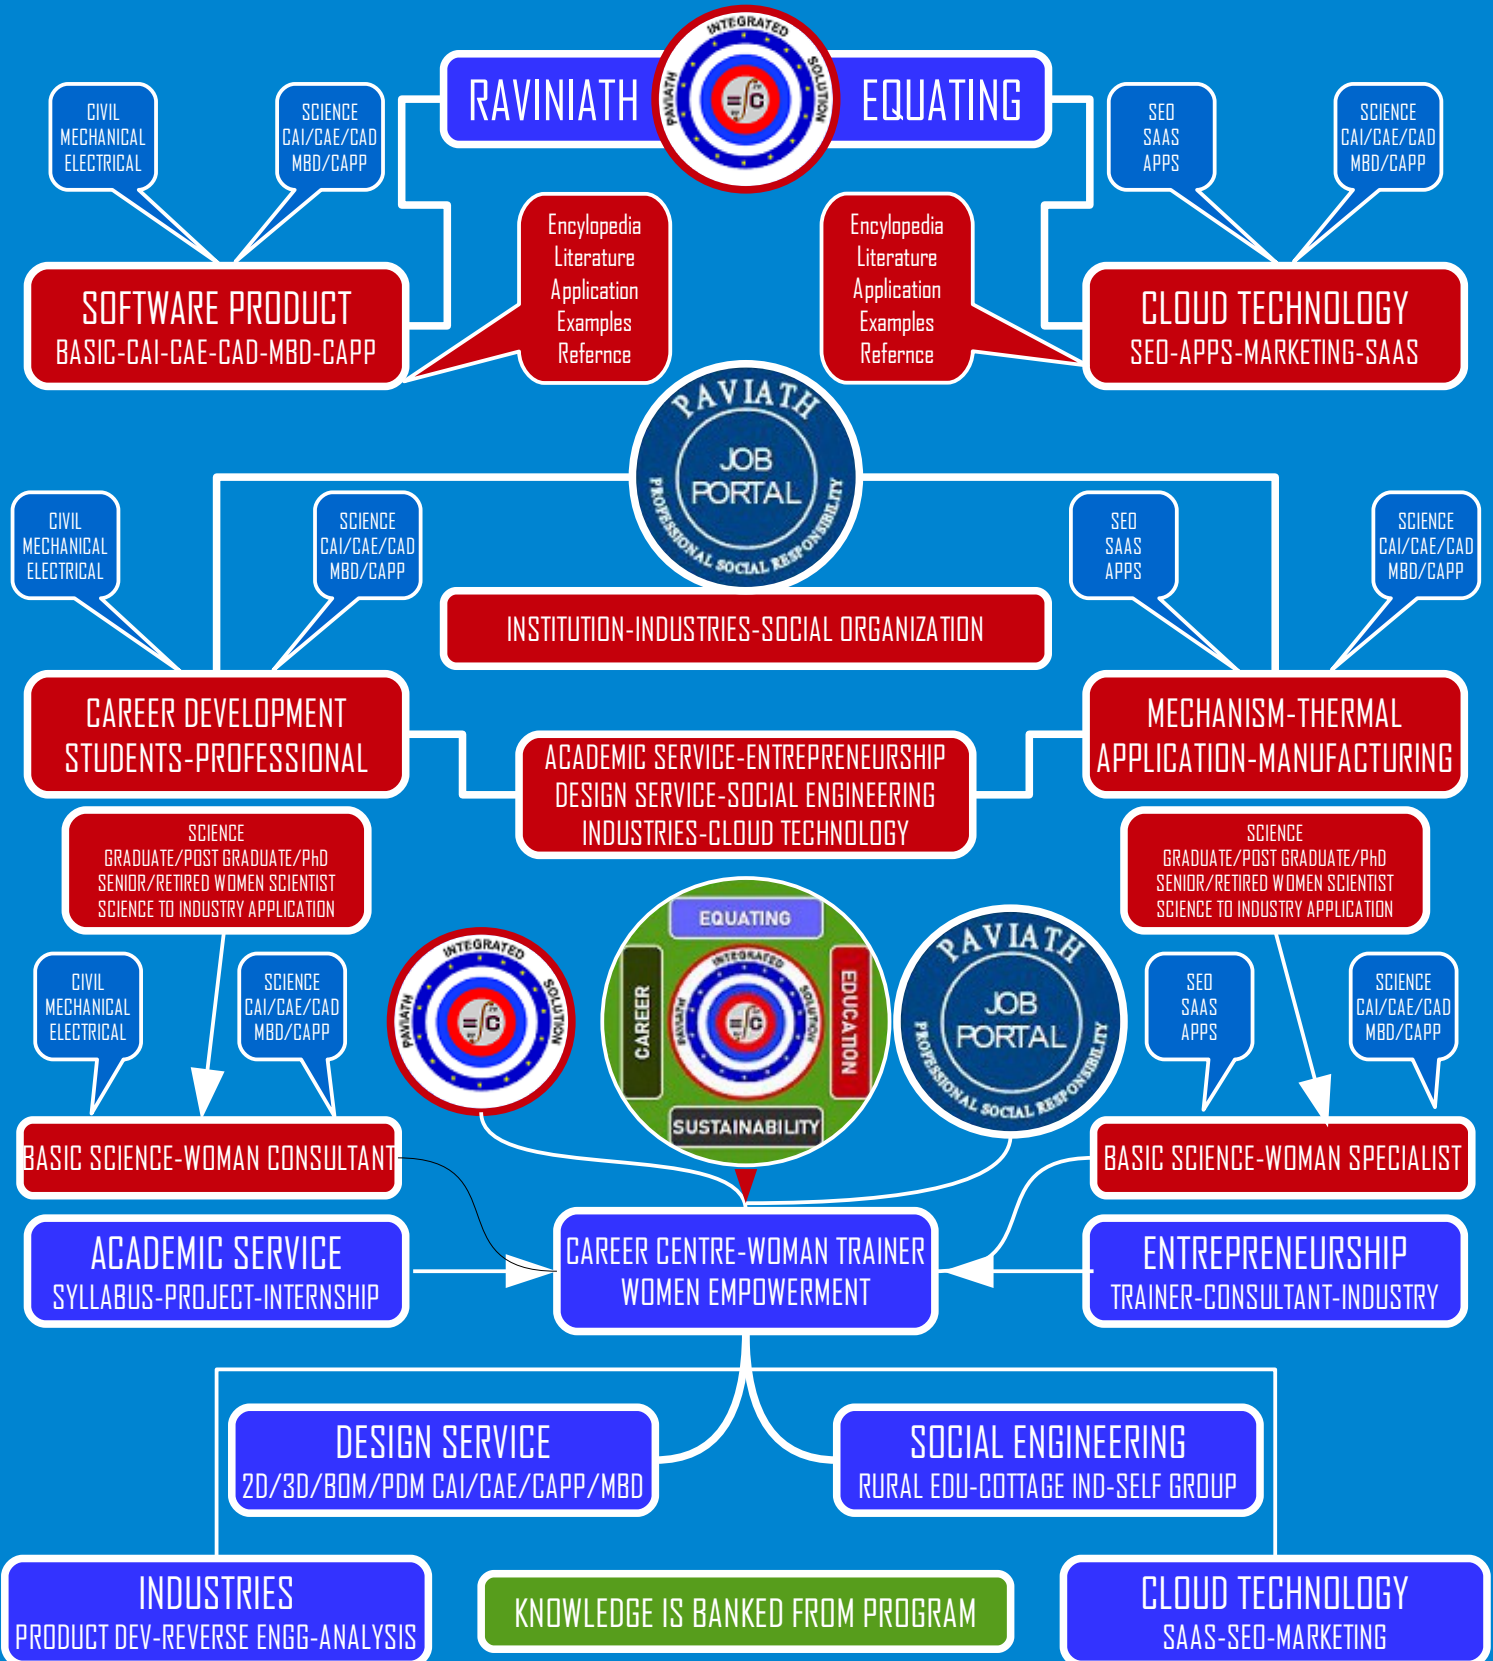 RAVINIATH
PAVIATH INTEGRATED SOLUTION
=∫C
EQUATING
CIVIL
MECHANICAL
ELECTRICAL
SCIENCE
CAI/CAE/CAD
MBD/CAPP
SEO
SAAS
APPS
SCIENCE
CAI/CAE/CAD
MBD/CAPP
Encylopedia
Literature
Application
Examples
Refernce
Encylopedia
Literature
Application
Examples
Refernce
SOFTWARE PRODUCT
BASIC-CAI-CAE-CAD-MBD-CAPP
CLOUD TECHNOLOGY
SEO-APPS-MARKETING-SAAS
PAVIATH
JOB
PORTAL
PROFESSIONAL SOCIAL RESPONSIBILITY
CIVIL
MECHANICAL
ELECTRICAL
SCIENCE
CAI/CAE/CAD
MBD/CAPP
SEO
SAAS
APPS
SCIENCE
CAI/CAE/CAD
MBD/CAPP
INSTITUTION-INDUSTRIES-SOCIAL ORGANIZATION
CAREER DEVELOPMENT
STUDENTS-PROFESSIONAL
MECHANISM-THERMAL
APPLICATION-MANUFACTURING
ACADEMIC SERVICE-ENTREPRENEURSHIP
DESIGN SERVICE-SOCIAL ENGINEERING
INDUSTRIES-CLOUD TECHNOLOGY
SCIENCE
GRADUATE/POST GRADUATE/PhD
SENIOR/RETIRED WOMEN SCIENTIST
SCIENCE TO INDUSTRY APPLICATION
SCIENCE
GRADUATE/POST GRADUATE/PhD
SENIOR/RETIRED WOMEN SCIENTIST
SCIENCE TO INDUSTRY APPLICATION
CIVIL
MECHANICAL
ELECTRICAL
SCIENCE
CAI/CAE/CAD
MBD/CAPP
PAVIATH INTEGRATED SOLUTION
=∫C
EQUATING
CAREER
PAVIATH INTEGRATED SOLUTION
=∫C
EDUCATION
SUSTAINABILITY
PAVIATH
JOB
PORTAL
PROFESSIONAL SOCIAL RESPONSIBILITY
SEO
SAAS
APPS
SCIENCE
CAI/CAE/CAD
MBD/CAPP
BASIC SCIENCE-WOMAN CONSULTANT
BASIC SCIENCE-WOMAN SPECIALIST
ACADEMIC SERVICE
SYLLABUS-PROJECT-INTERNSHIP
CAREER CENTRE-WOMAN TRAINER
WOMEN EMPOWERMENT
ENTREPRENEURSHIP
TRAINER-CONSULTANT-INDUSTRY
DESIGN SERVICE
2D/3D/BOM/PDM CAI/CAE/CAPP/MBD
SOCIAL ENGINEERING
RURAL EDU-COTTAGE IND-SELF GROUP
INDUSTRIES
PRODUCT DEV-REVERSE ENGG-ANALYSIS
KNOWLEDGE IS BANKED FROM PROGRAM
CLOUD TECHNOLOGY
SAAS-SEO-MARKETING